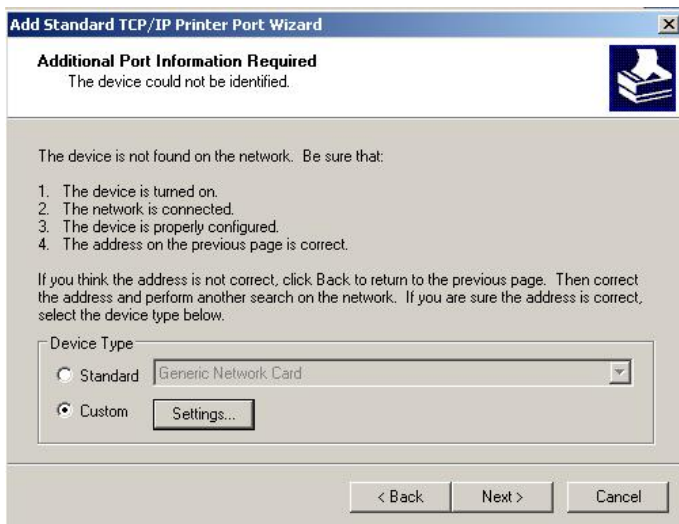 Add Standard TCP/IP Printer Port Wizard
Additional Port Information Required
The device could not be identified.
The device is not found on the network. Be sure that:
1. The device is turned on.
2. The network is connected.
3. The device is properly configured.
4. The address on the previous page is correct.
If you think the address is not correct, click Back to return to the previous page. Then correct
the address and perform another search on the network. If you are sure the address is correct,
select the device type below.
Device Type
Standard Generic Network Card
Custom Settings...
< Back Next > Cancel